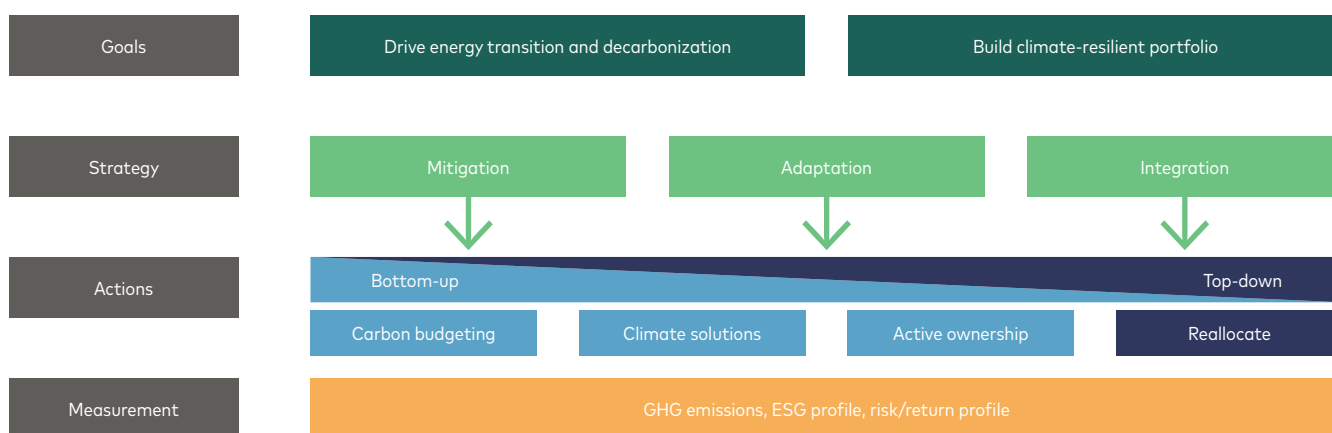 Goals
Drive energy transition and decarbonization
Build climate-resilient portfolio
Strategy
Mitigation
Adaptation
Integration
Actions
Bottom-up
Top-down
Carbon budgeting
Climate solutions
Active ownership
Reallocate
Measurement
GHG emissions, ESG profile, risk/return profile